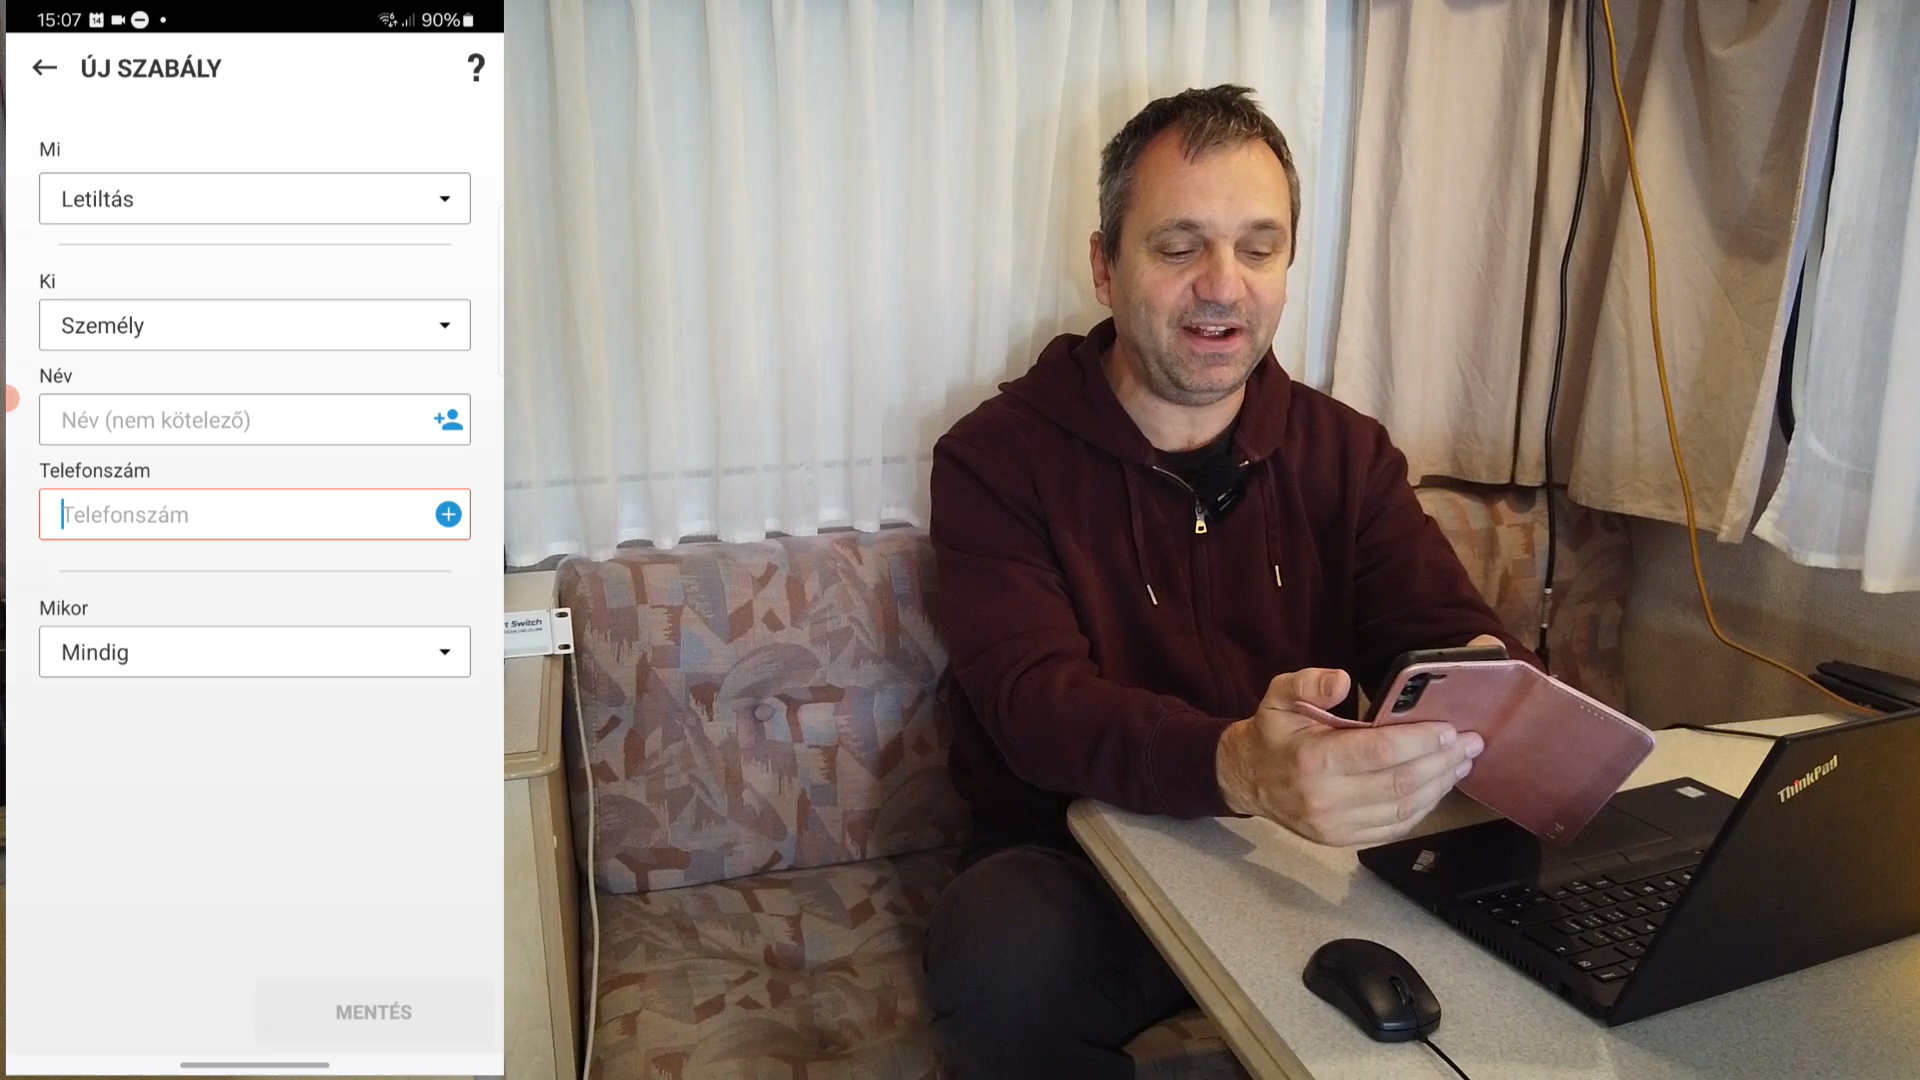 15:07 90%
ÚJ SZABÁLY ?
Mi
Letiltás
Ki
Személy
Név
Név (nem kötelező)
Telefonszám
Telefonszám
Mikor
Mindig
MENTÉS
t Switch
ThinkPad